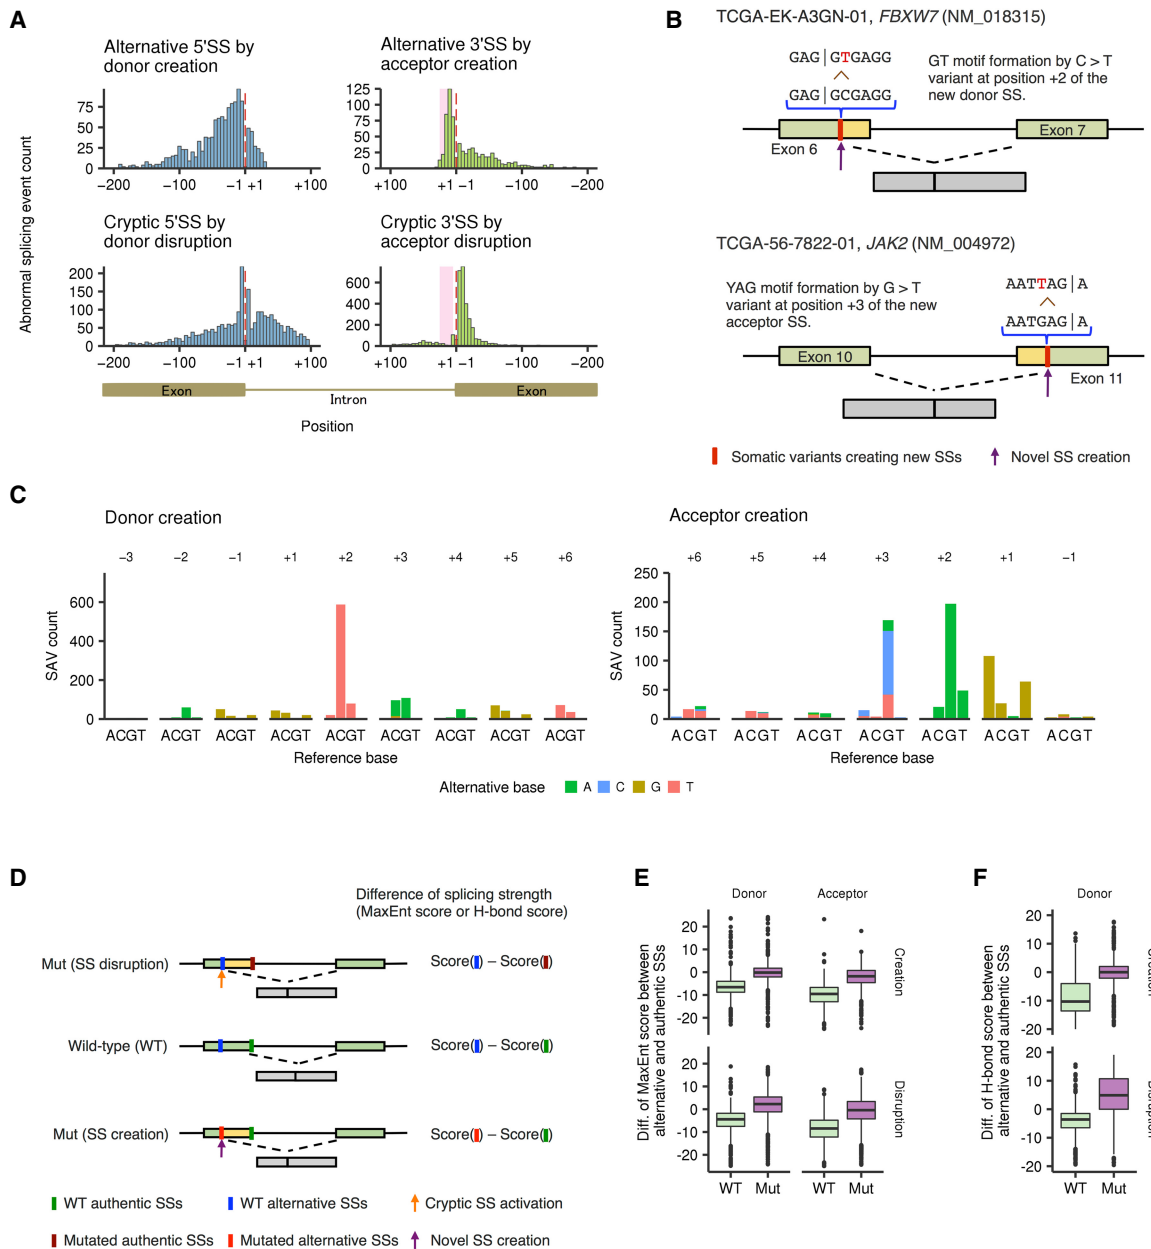 A
Alternative 5'SS by
donor creation
Alternative 3'SS by
acceptor creation
Abnormal splicing event count
75
50
25
0
−200 −100 −1 +1 +100
125
100
75
50
25
0
+100 +1 −1 −100 −200
Cryptic 5'SS by
donor disruption
Cryptic 3'SS by
acceptor disruption
200
150
100
50
0
−200 −100 −1 +1 +100
600
400
200
0
+100 +1 −1 −100 −200
Exon
Intron
Exon
Position
B
TCGA-EK-A3GN-01, FBXW7 (NM_018315)
GAG|GTGAGG
GAG|GCGAGG
GT motif formation by C > T
variant at position +2 of the
new donor SS.
Exon 6
Exon 7
TCGA-56-7822-01, JAK2 (NM_004972)
YAG motif formation by G > T
variant at position +3 of the new
acceptor SS.
AATTAG|A
AATGAG|A
Exon 10
Exon 11
Somatic variants creating new SSs
Novel SS creation
C
Donor creation
−3 −2 −1 +1 +2 +3 +4 +5 +6
SAV count
600
400
200
0
ACGT ACGT ACGT ACGT ACGT ACGT ACGT ACGT ACGT
Reference base
Acceptor creation
+6 +5 +4 +3 +2 +1 −1
SAV count
250
200
150
100
50
0
ACGT ACGT ACGT ACGT ACGT ACGT ACGT
Reference base
Alternative base A C G T
D
Difference of splicing strength
(MaxEnt score or H-bond score)
Mut (SS disruption)
Score( ) − Score( )
Wild-type (WT)
Score( ) − Score( )
Mut (SS creation)
Score( ) − Score( )
WT authentic SSs
WT alternative SSs
Cryptic SS activation
Mutated authentic SSs
Mutated alternative SSs
Novel SS creation
E
Donor
Acceptor
Diff. of MaxEnt score between
alternative and authentic SSs
20
10
0
−10
−20
Creation
20
10
0
−10
−20
Disruption
WT Mut WT Mut
F
Donor
Diff. of H-bond score between
alternative and authentic SSs
20
10
0
−10
−20
20
10
0
−10
−20
WT Mut